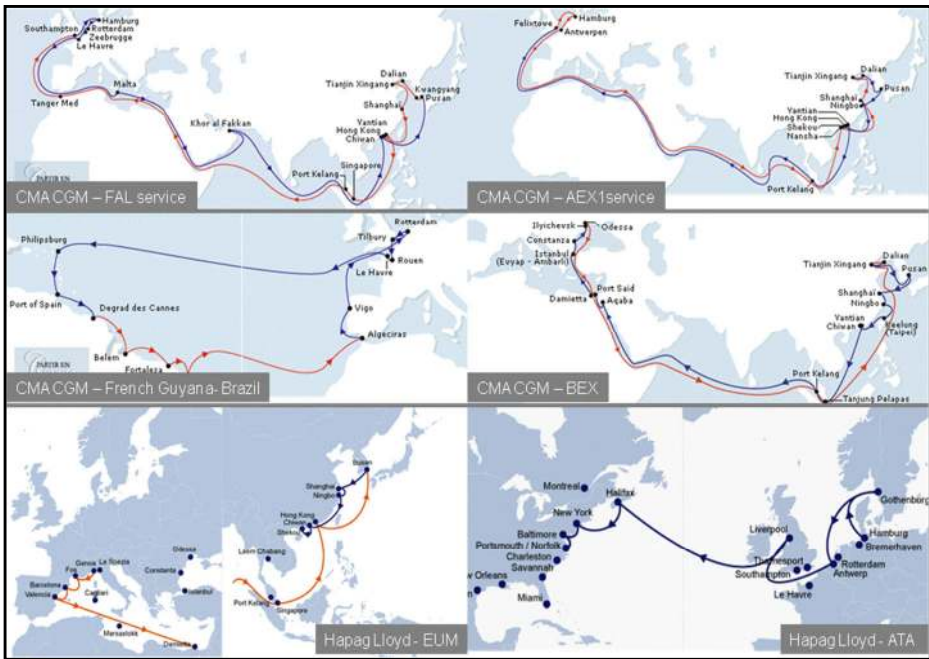 Hamburg
Southampton
Rotterdam
Zeebrugge
Le Havre
Malta
Tanger Med
Khor al Fakkan
Dalian
Tianjin Xingang
Kwangyang
Pusan
Shanghai
Yantian
Hong Kong
Chiwan
Singapore
Port Kelang
PARTIR EN
CMA CGM – FAL service
Felixtowe
Hamburg
Antwerpen
Dalian
Tianjin Xingang
Pusan
Shanghai
Ningbo
Yantian
Hong Kong
Shekou
Nansha
Port Kelang
CMA CGM – AEX1service
Rotterdam
Tilbury
Philipsburg
Le Havre
Rouen
Port of Spain
Degrad des Cannes
Vigo
Algeciras
Belem
Fortaleza
PARTIR EN
CMA CGM – French Guyana- Brazil
Ilyichevsk
Odessa
Constanza
Istanbul
(Evyap - Ambarli)
Port Said
Damietta
Aqaba
Dalian
Tianjin Xingang
Pusan
Shanghai
Ningbo
Yantian
Chiwan
Keelung
(Taipei)
Port Kelang
Tanjung Pelapas
CMA CGM – BEX
Busan
Shanghai
Ningbo
Hong Kong
Chiwan
Shekou
Laem Chabang
Port Kelang
Singapore
Genoa
La Spezia
Fos
Barcelona
Valencia
Cagliari
Odessa
Constanta
Istanbul
Marsaxlokk
Damietta
Hapag Lloyd - EUM
Montreal
Halifax
New York
Baltimore
Portsmouth / Norfolk
Charleston
Savannah
Orleans
Miami
Gothenburg
Liverpool
Hamburg
Bremerhaven
Thamesport
Southampton
Rotterdam
Antwerp
Le Havre
Hapag Lloyd - ATA